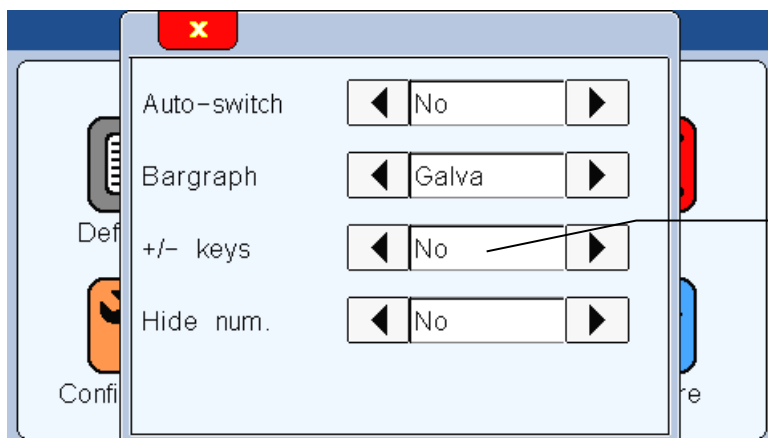 x
Auto-switch No
Bargraph Galva
Def
+/- keys No
Hide num. No
Confi re